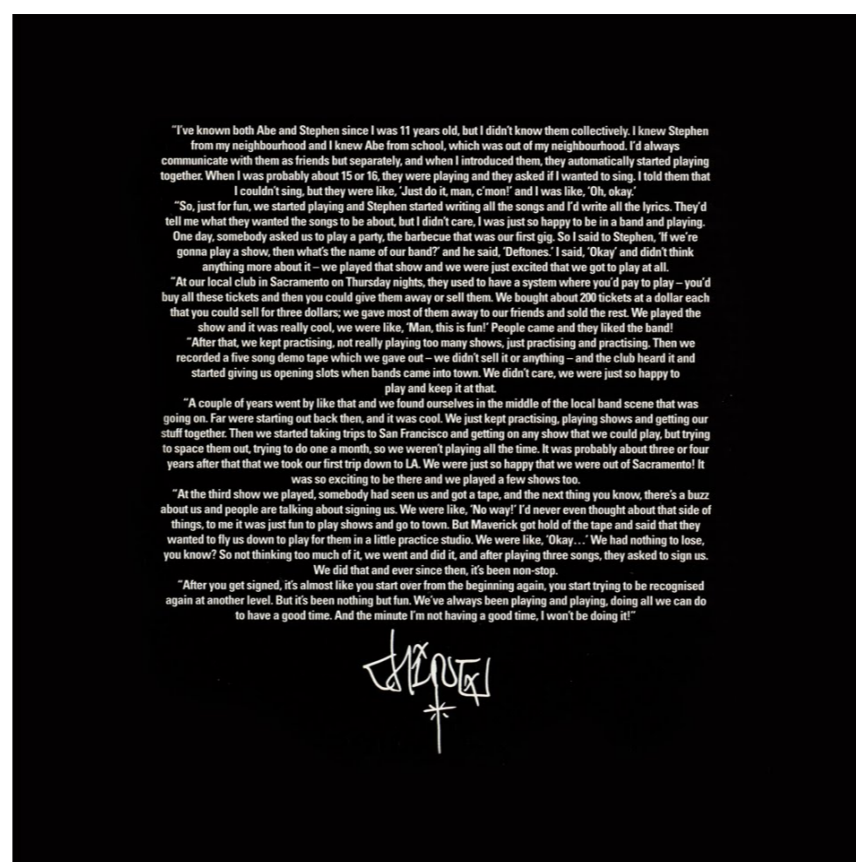 “I’ve known both Abe and Stephen since I was 11 years old, but I didn’t know them collectively. I knew Stephen
from my neighbourhood and I knew Abe from school, which was out of my neighbourhood. I’d always
communicate with them as friends but separately, and when I introduced them, they automatically started playing
together. When I was probably about 15 or 16, they were playing and they asked if I wanted to sing. I told them that
I couldn’t sing, but they were like, ‘Just do it, man, c’mon!’ and I was like, ‘Oh, okay.’
“So, just for fun, we started playing and Stephen started writing all the songs and I’d write all the lyrics. They’d
tell me what they wanted the songs to be about, but I didn’t care, I was just so happy to be in a band and playing.
One day, somebody asked us to play a party, the barbecue that was our first gig. So I said to Stephen, ‘If we’re
gonna play a show, then what’s the name of our band?’ and he said, ‘Deftones.’ I said, ‘Okay’ and didn’t think
anything more about it – we played that show and we were just excited that we got to play at all.
“At our local club in Sacramento on Thursday nights, they used to have a system where you’d pay to play – you’d
buy all these tickets and then you could give them away or sell them. We bought about 200 tickets at a dollar each
that you could sell for three dollars; we gave most of them away to our friends and sold the rest. We played the
show and it was really cool, we were like, ‘Man, this is fun!’ People came and they liked the band!
“After that, we kept practising, not really playing too many shows, just practising and practising. Then we
recorded a five song demo tape which we gave out – we didn’t sell it or anything – and the club heard it and
started giving us opening slots when bands came into town. We didn’t care, we were just so happy to
play and keep it at that.
“A couple of years went by like that and we found ourselves in the middle of the local band scene that was
going on. Far were starting out back then, and it was cool. We just kept practising, playing shows and getting our
stuff together. Then we started taking trips to San Francisco and getting on any show that we could play, but trying
to space them out, trying to do one a month, so we weren’t playing all the time. It was probably about three or four
years after that that we took our first trip down to LA. We were just so happy that we were out of Sacramento! It
was so exciting to be there and we played a few shows too.
“At the third show we played, somebody had seen us and got a tape, and the next thing you know, there’s a buzz
about us and people are talking about signing us. We were like, ‘No way!’ I’d never even thought about that side of
things, to me it was just fun to play shows and go to town. But Maverick got hold of the tape and said that they
wanted to fly us down to play for them in a little practice studio. We were like, ‘Okay…’ We had nothing to lose,
you know? So not thinking too much of it, we went and did it, and after playing three songs, they asked to sign us.
We did that and ever since then, it’s been non-stop.
“After you get signed, it’s almost like you start over from the beginning again, you start trying to be recognised
again at another level. But it’s been nothing but fun. We’ve always been playing and playing, doing all we can do
to have a good time. And the minute I’m not having a good time, I won’t be doing it!”